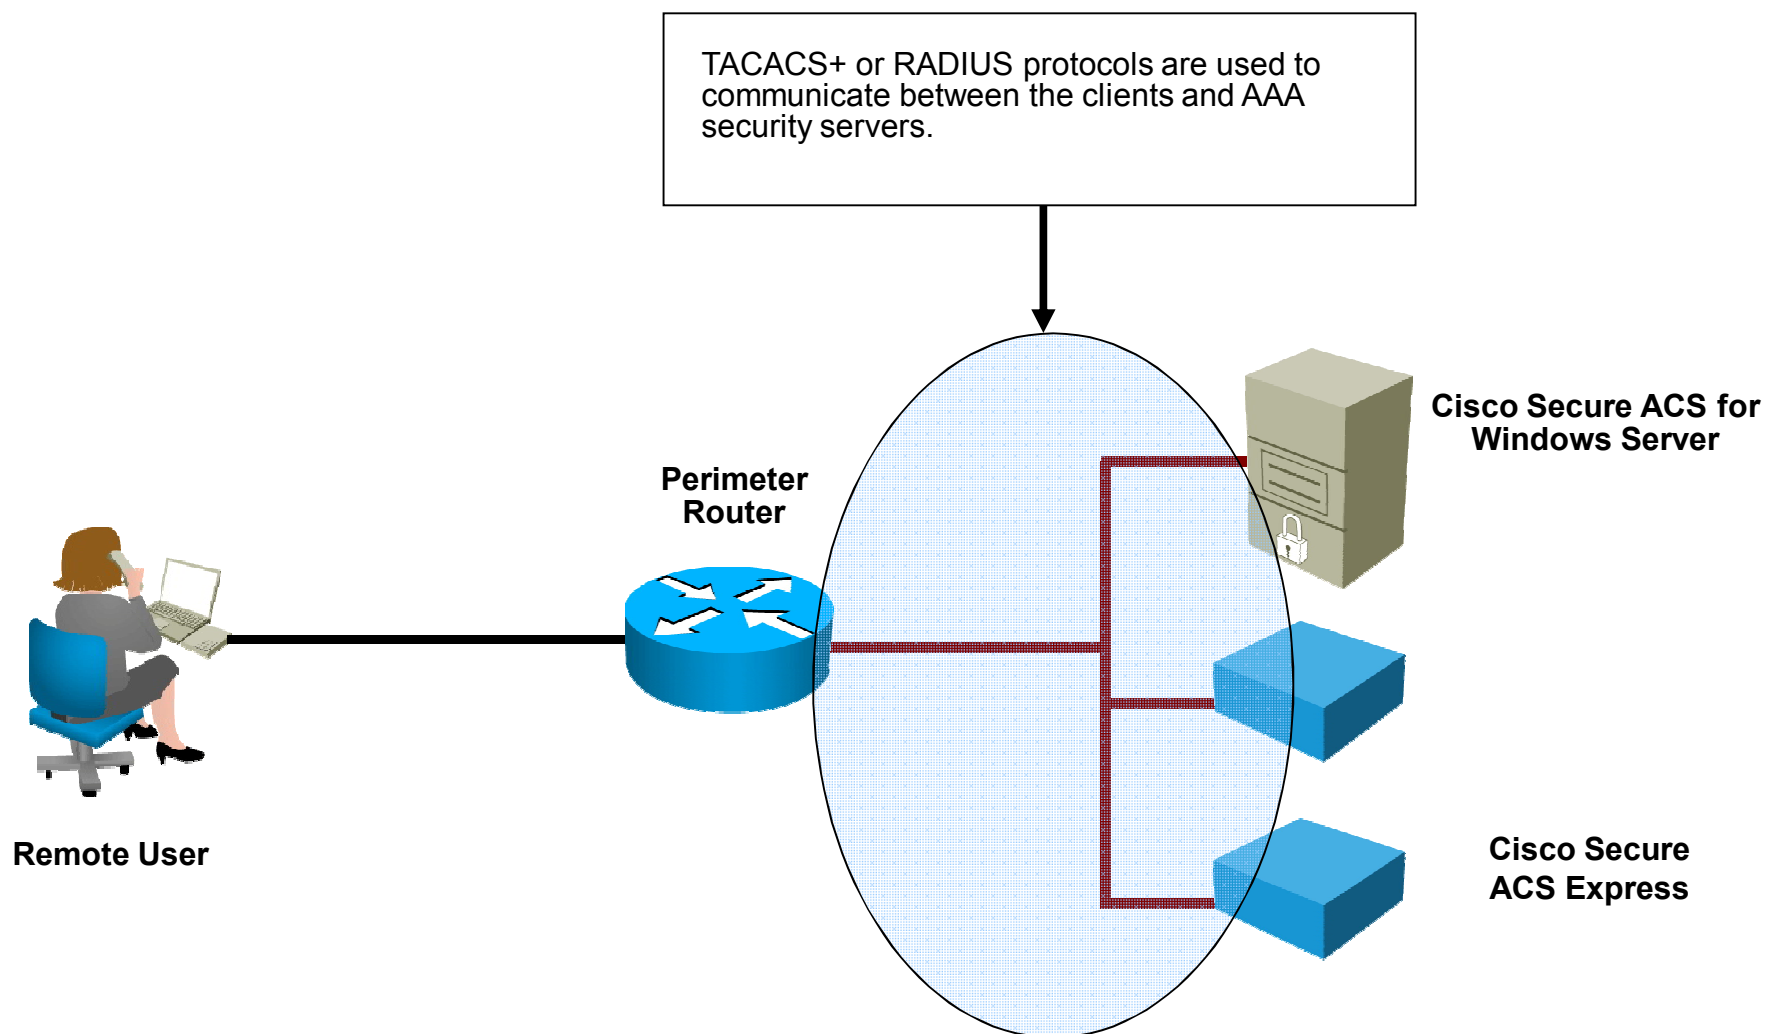 TACACS+ or RADIUS protocols are used to
communicate between the clients and AAA
security servers.
Cisco Secure ACS for
Windows Server
Perimeter
Router
Remote User
Cisco Secure
ACS Express